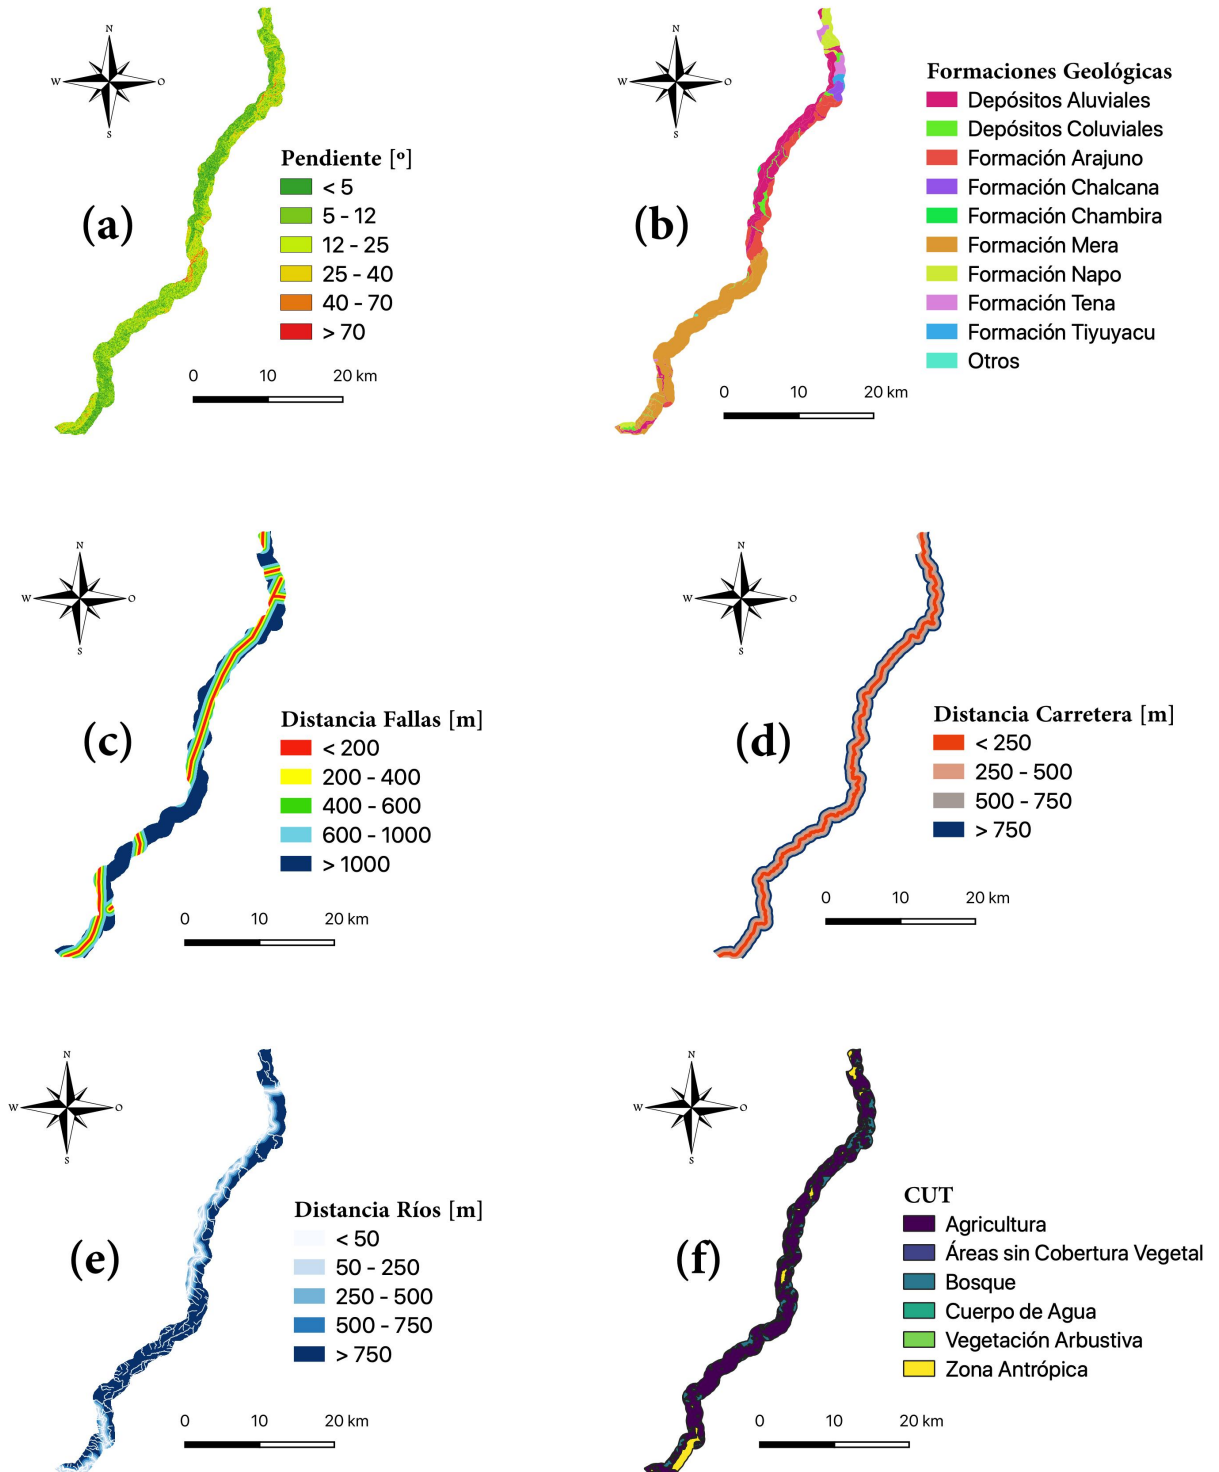 N
W
O
S
(a)
Pendiente [º]
< 5
5 - 12
12 - 25
25 - 40
40 - 70
> 70
0 10 20 km
N
W
O
S
(b)
Formaciones Geológicas
Depósitos Aluviales
Depósitos Coluviales
Formación Arajuno
Formación Chalcana
Formación Chambira
Formación Mera
Formación Napo
Formación Tena
Formación Tiyuyacu
Otros
0 10 20 km
N
W
O
S
(c)
Distancia Fallas [m]
< 200
200 - 400
400 - 600
600 - 1000
> 1000
0 10 20 km
N
W
O
S
(d)
Distancia Carretera [m]
< 250
250 - 500
500 - 750
> 750
0 10 20 km
N
W
O
S
(e)
Distancia Ríos [m]
< 50
50 - 250
250 - 500
500 - 750
> 750
0 10 20 km
N
W
O
S
(f)
CUT
Agricultura
Áreas sin Cobertura Vegetal
Bosque
Cuerpo de Agua
Vegetación Arbustiva
Zona Antrópica
0 10 20 km